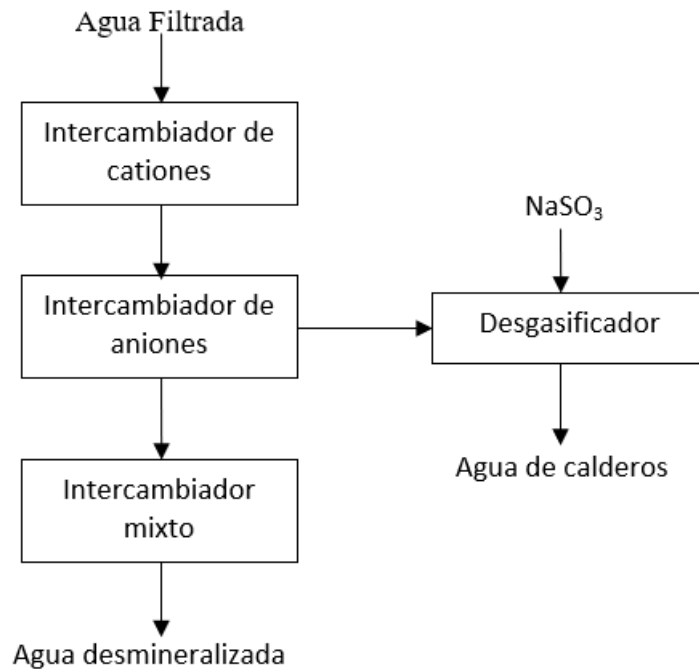 Agua Filtrada
Intercambiador de
cationes
NaSO₃
Intercambiador de
aniones
Desgasificador
Agua de calderos
Intercambiador
mixto
Agua desmineralizada